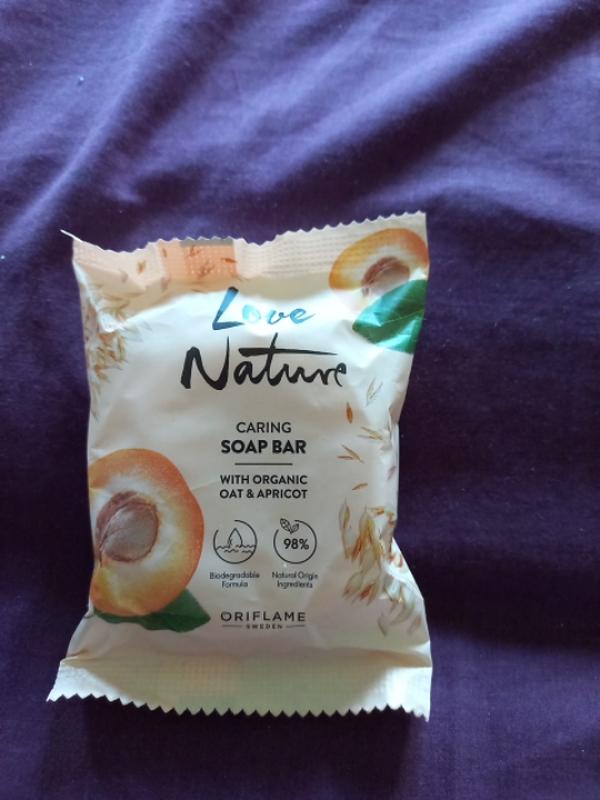 Love
Nature
CARING
SOAP BAR
WITH ORGANIC
OAT & APRICOT
98%
Biodegradable
Formula
Natural Origin
Ingredients
ORIFLAME
SWEDEN